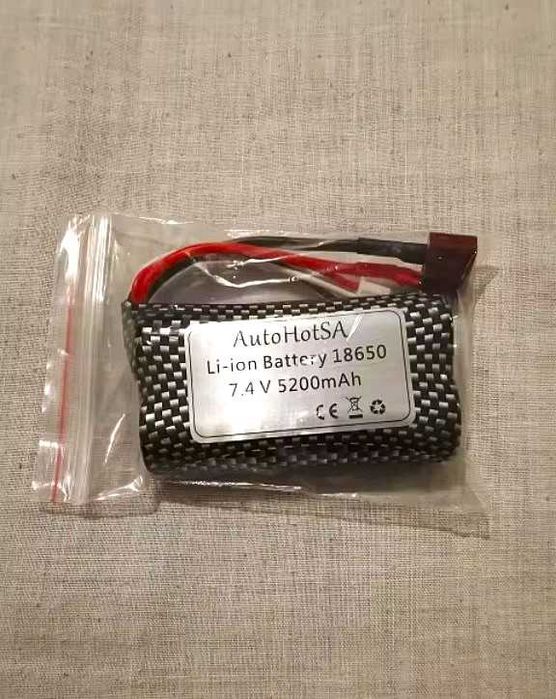 AutoHotSA
Li-ion Battery 18650
7.4 V 5200mAh
CE